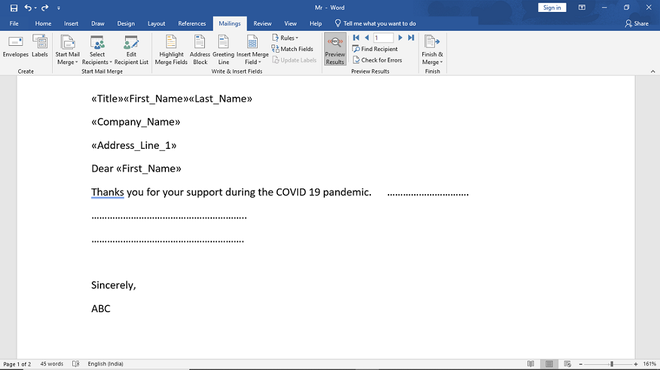 Mr - Word
Sign in
File Home Insert Draw Design Layout References Mailings Review View Help Tell me what you want to do Share
Envelopes Labels
Create
Start Mail Merge
Select Recipients
Edit Recipient List
Start Mail Merge
Highlight Merge Fields
Address Block
Greeting Line
Insert Merge Field
Rules
Match Fields
Update Labels
Write & Insert Fields
Preview Results
1
Find Recipient
Check for Errors
Preview Results
Finish & Merge
Finish
«Title»«First_Name»«Last_Name»
«Company_Name»
«Address_Line_1»
Dear «First_Name»
Thanks you for your support during the COVID 19 pandemic. ..............................
..........................................................
.........................................................
Sincerely,
ABC
Page 1 of 2 45 words English (India) 161%